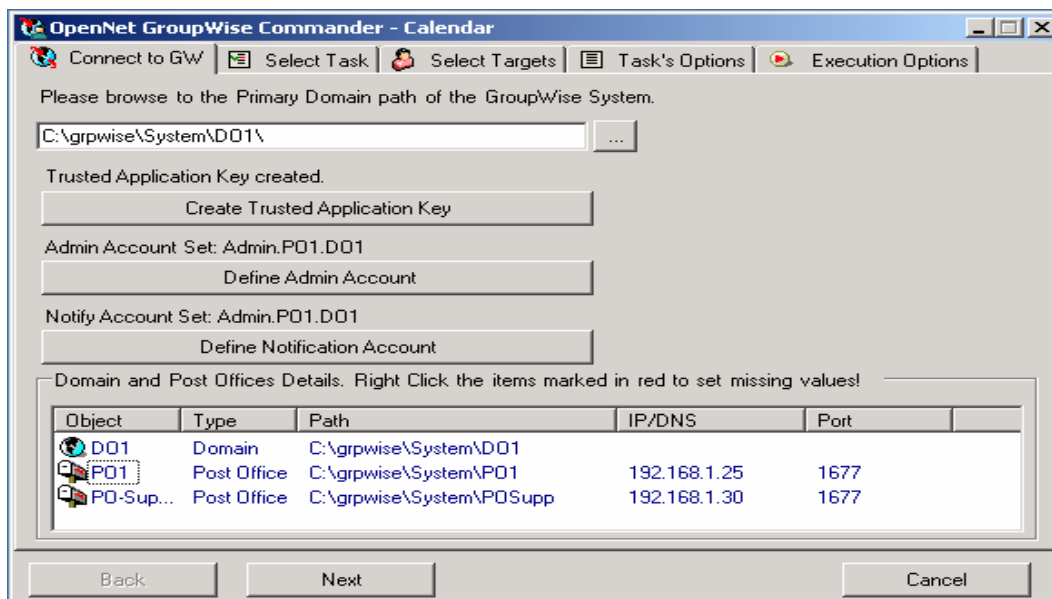 OpenNet GroupWise Commander - Calendar
Connect to GW Select Task Select Targets Task's Options Execution Options
Please browse to the Primary Domain path of the GroupWise System.
C:\grpwise\System\DO1\ ...
Trusted Application Key created.
Create Trusted Application Key
Admin Account Set: Admin.PO1.DO1
Define Admin Account
Notify Account Set: Admin.PO1.DO1
Define Notification Account
Domain and Post Offices Details. Right Click the items marked in red to set missing values!
Object Type Path IP/DNS Port
DO1 Domain C:\grpwise\System\DO1
PO1 Post Office C:\grpwise\System\PO1 192.168.1.25 1677
PO-Sup... Post Office C:\grpwise\System\POSupp 192.168.1.30 1677
Back Next Cancel